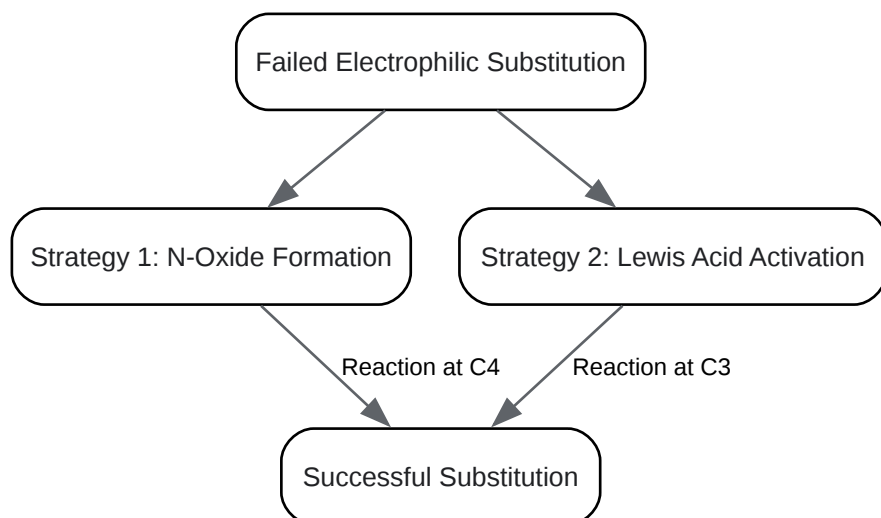 Failed Electrophilic Substitution
Strategy 1: N-Oxide Formation
Strategy 2: Lewis Acid Activation
Reaction at C4
Reaction at C3
Successful Substitution